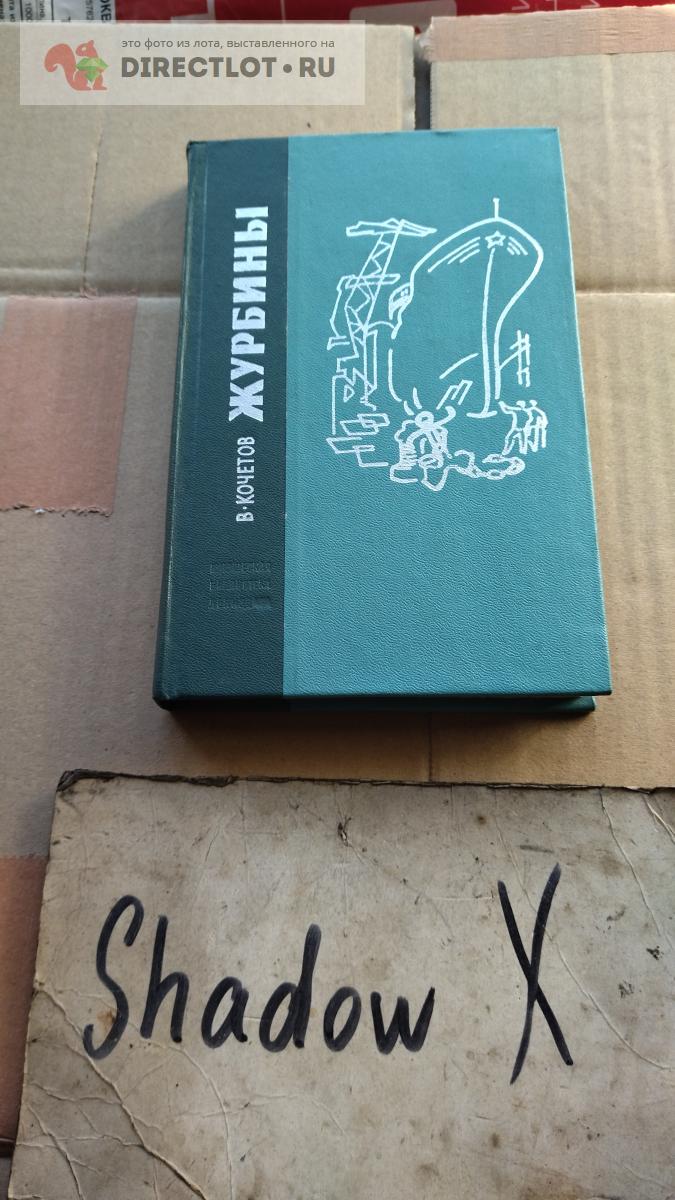 это фото из лота, выставленного на
DIRECTLOT•RU
В·КОЧЕТОВ
ЖУРБИНЫ
Shadow X